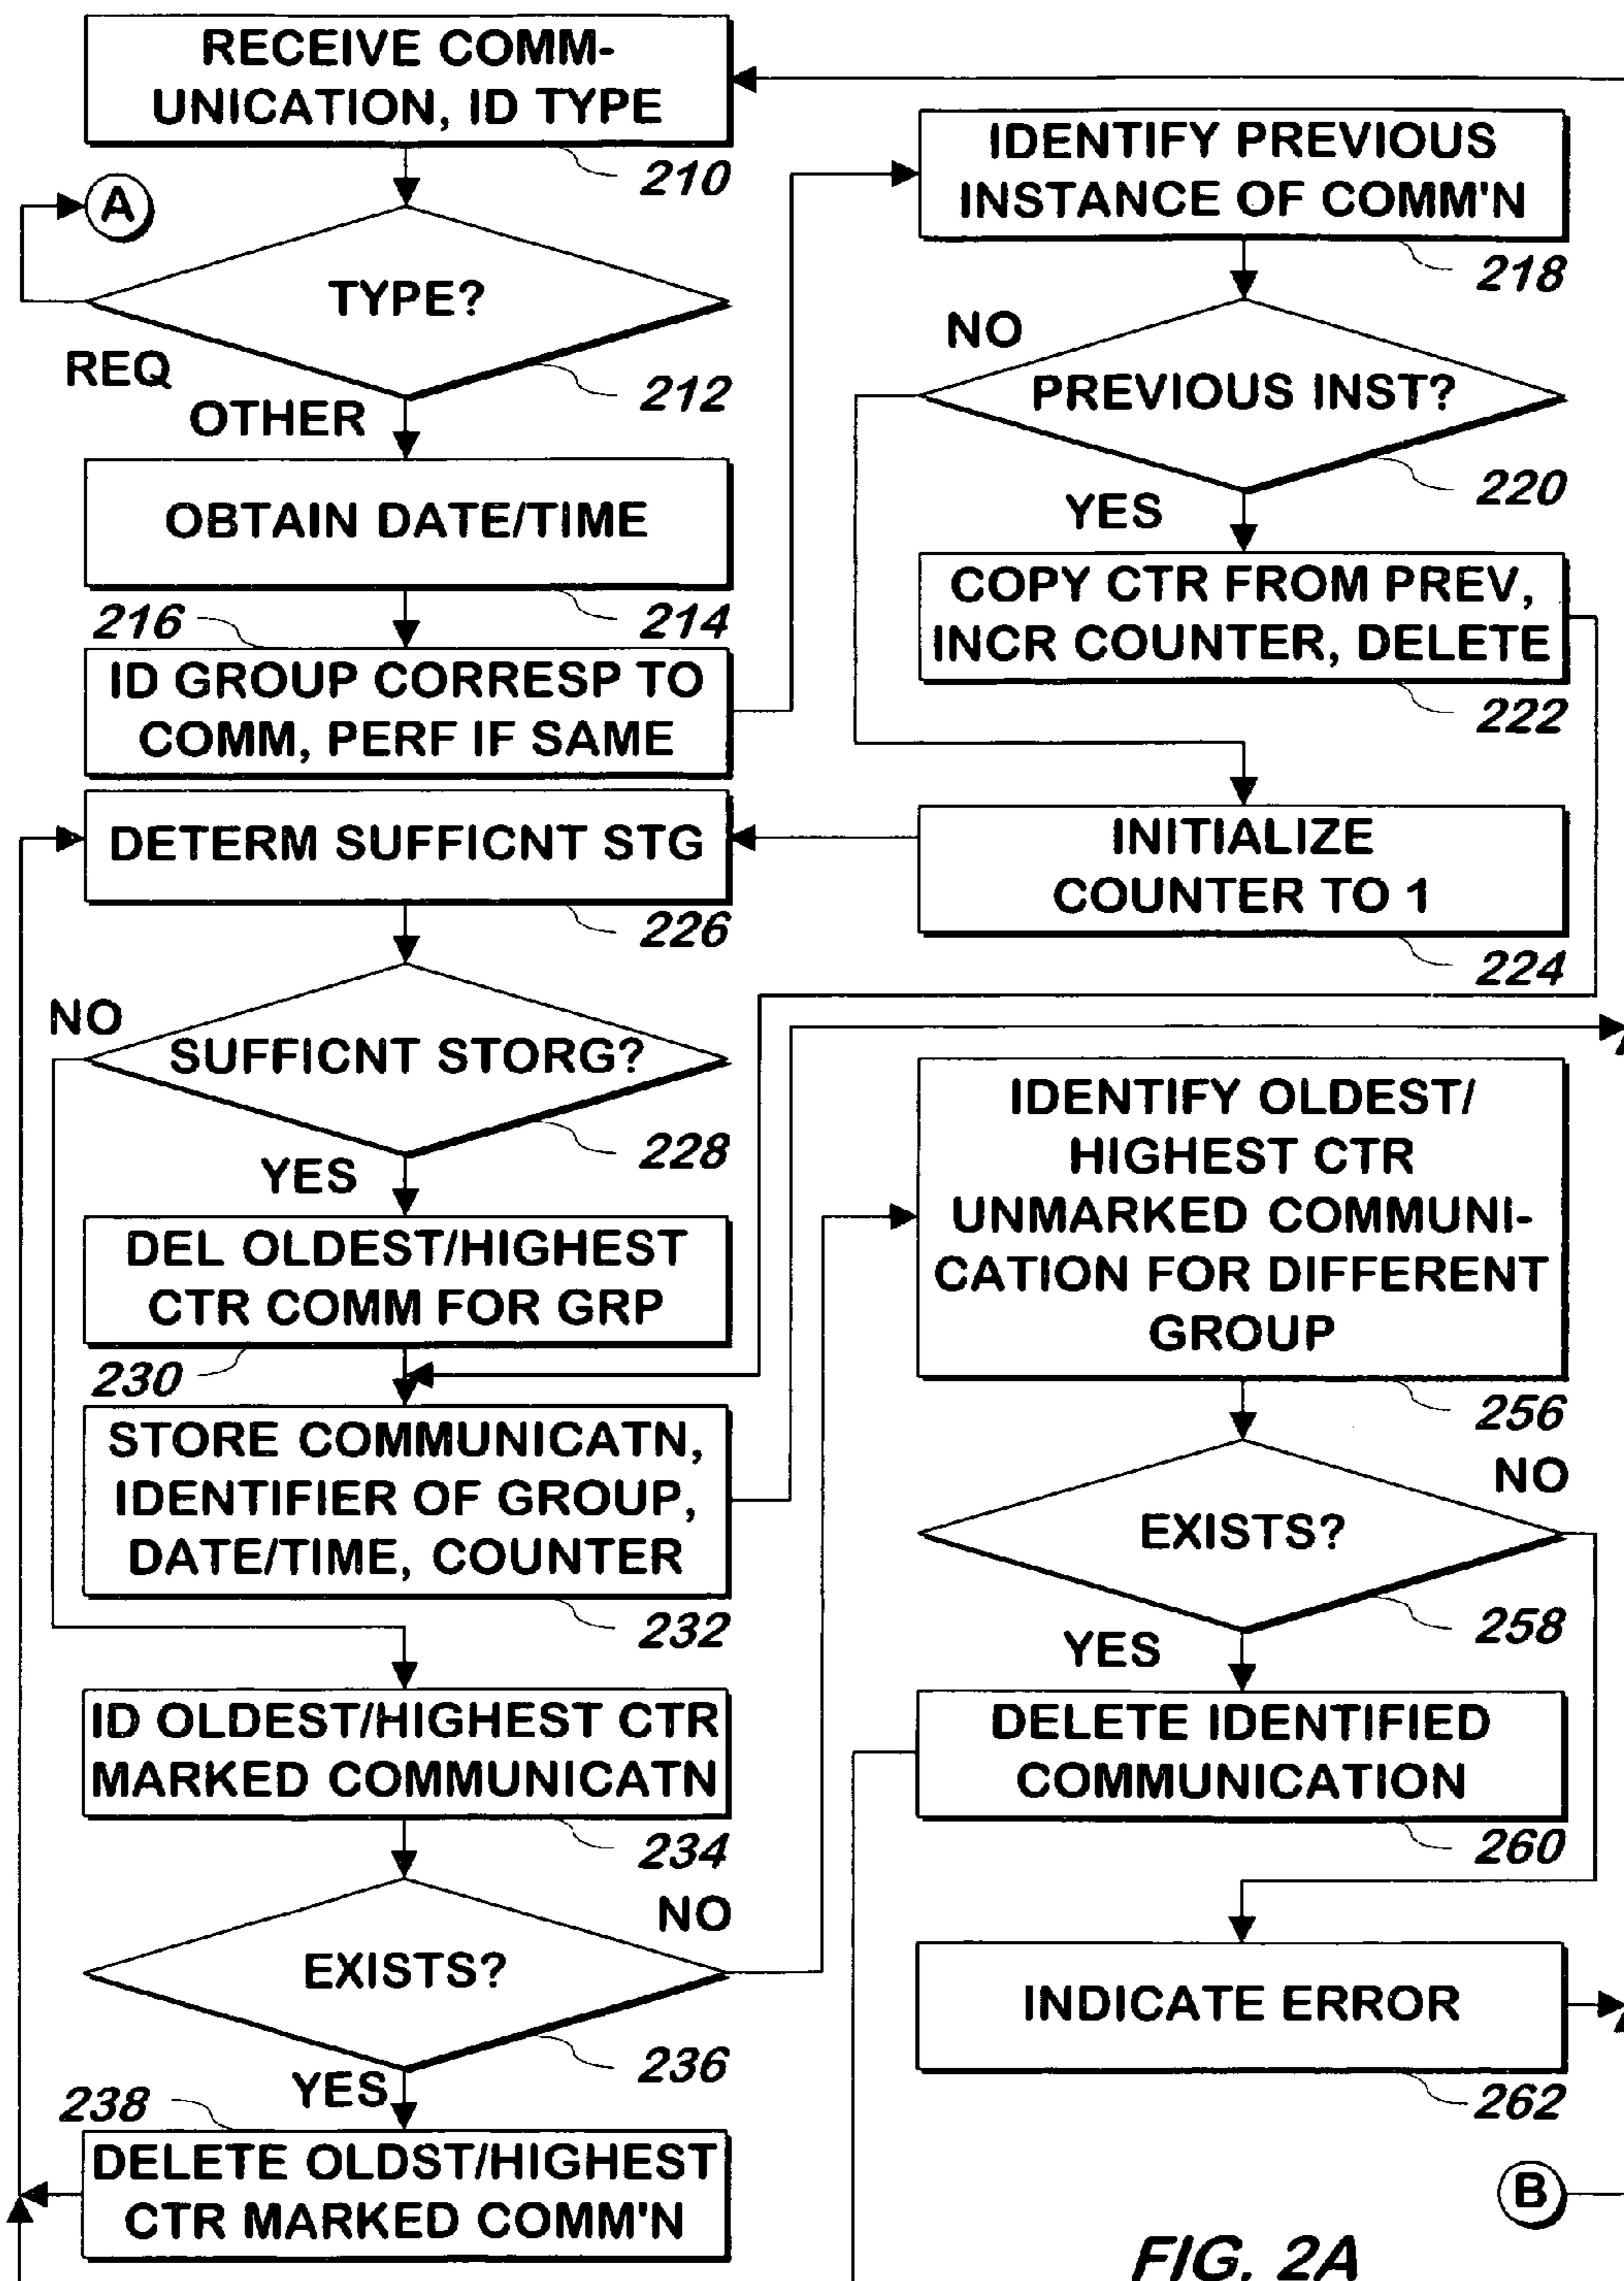 RECEIVE COMM-
UNICATION, ID TYPE
210
A
TYPE?
REQ
212
OTHER
OBTAIN DATE/TIME
216
214
ID GROUP CORRESP TO
COMM, PERF IF SAME
IDENTIFY PREVIOUS
INSTANCE OF COMM'N
218
NO
PREVIOUS INST?
220
YES
COPY CTR FROM PREV,
INCR COUNTER, DELETE
222
INITIALIZE
COUNTER TO 1
224
DETERM SUFFICNT STG
226
NO
SUFFICNT STORG?
228
YES
DEL OLDEST/HIGHEST
CTR COMM FOR GRP
230
STORE COMMUNICATN,
IDENTIFIER OF GROUP,
DATE/TIME, COUNTER
232
ID OLDEST/HIGHEST CTR
MARKED COMMUNICATN
234
NO
EXISTS?
236
YES
238
DELETE OLDST/HIGHEST
CTR MARKED COMM'N
IDENTIFY OLDEST/
HIGHEST CTR
UNMARKED COMMUNI-
CATION FOR DIFFERENT
GROUP
256
NO
EXISTS?
258
YES
DELETE IDENTIFIED
COMMUNICATION
260
INDICATE ERROR
262
B
FIG. 2A